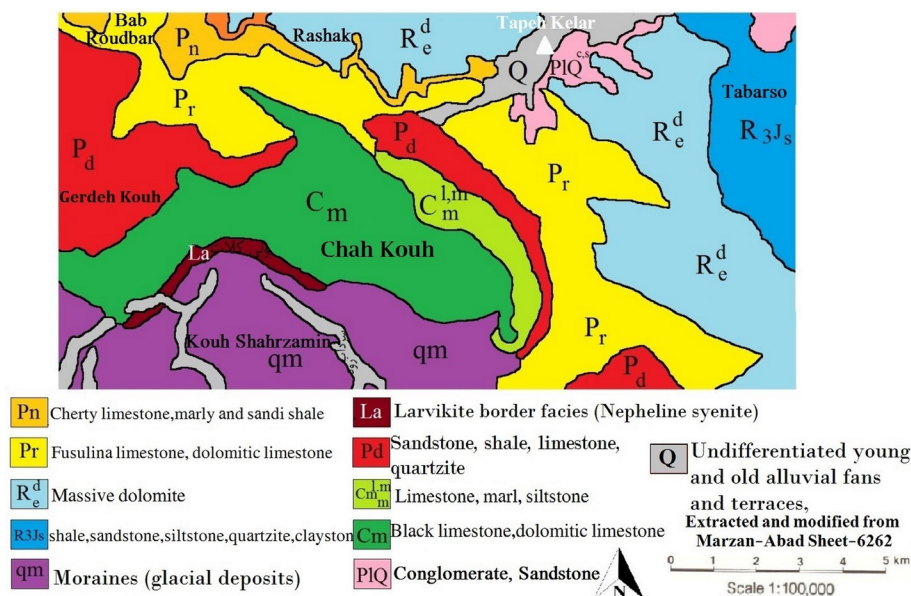 Bab
Roudbar
Pn
Rashak
R e d
Tapeh Kelar
Q
PlQ c,s
Tabarso
R3Js
Pr
Pd
R e d
Pd
Gerdeh Kouh
Pr
Cm
C m l,m
La
Chah Kouh
R e d
Kouh Shahrzamin
qm
qm
Pr
Pd
Pn Cherty limestone,marly and sandi shale
Pr Fusulina limestone, dolomitic limestone
R e d Massive dolomite
R3Js shale,sandstone,siltstone,quartzite,clayston
qm Moraines (glacial deposits)
La Larvikite border facies (Nepheline syenite)
Pd Sandstone, shale, limestone,
quartzite
Cm m l,m Limestone, marl, siltstone
Cm Black limestone,dolomitic limestone
PlQ Conglomerate, Sandstone
N
Q Undifferentiated young
and old alluvial fans
and terraces,
Extracted and modified from
Marzan-Abad Sheet-6262
0 1 2 3 4 5 km
Scale 1:100,000